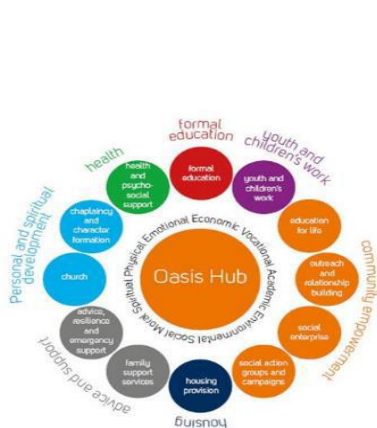 formal
education
youth and
children's work
community empowerment
housing
advice and support
Personal and spiritual
development
health
formal
education
youth and
children's
work
education
for life
outreach
and
relationship
building
social
enterprise
social action
groups and
campaigns
housing
provision
family
support
services
advice,
resilience
and
emergency
support
church
chaplaincy
and
character
formation
health
and
psycho-
social
support
Spiritual Physical Emotional Economic Vocational Academic Environmental Social Moral
Oasis Hub